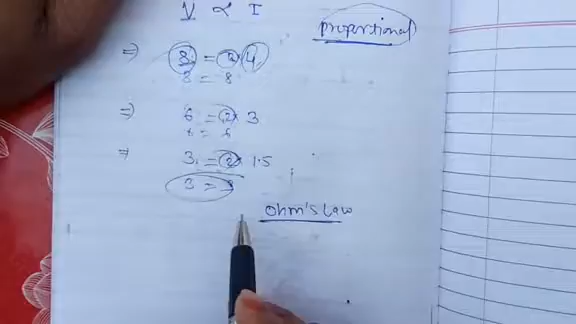 V ∝ I
proportional
⇒ 8 = 2 4
8 = 8
⇒ 6 = 2 3
6 = 6
⇒ 3 = 2 1.5
3 = 3
ohm's Law